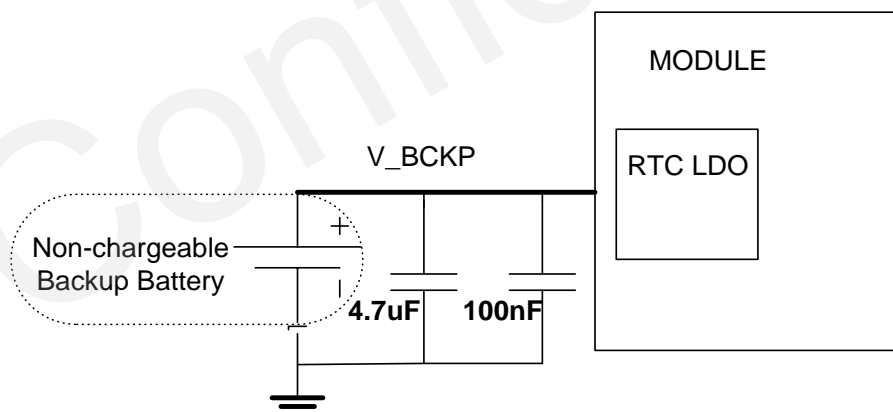 MODULE
V_BCKP
RTC LDO
Non-chargeable
Backup Battery
+
4.7uF
100nF